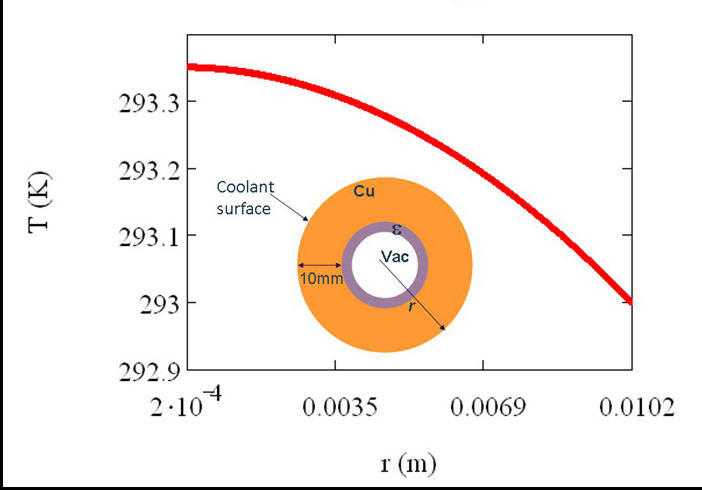 T (K)
293.3
293.2
293.1
293
292.9
Coolant
surface
Cu
ε
Vac
10mm
r
2·10⁻⁴
0.0035
0.0069
0.0102
r (m)